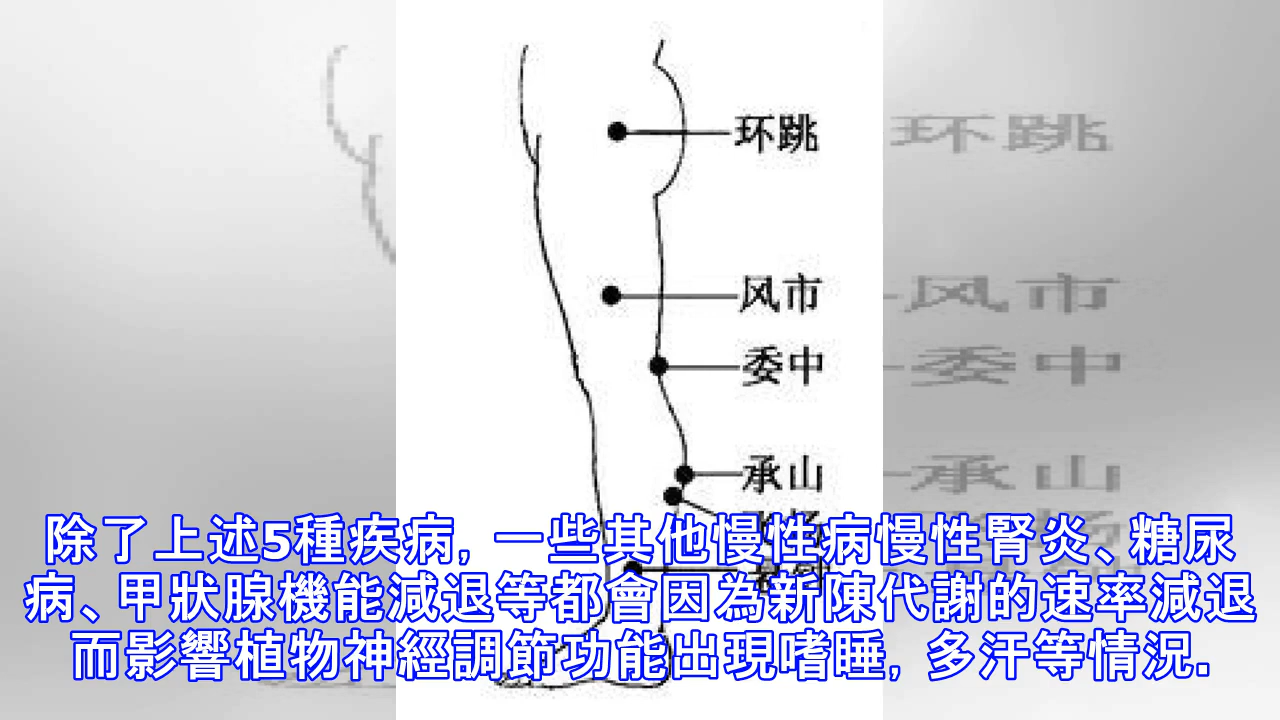 环跳
风市
委中
承山
除了上述5種疾病, 一些其他慢性病慢性腎炎、糖尿
病、甲狀腺機能減退等都會因為新陳代謝的速率減退
而影響植物神經調節功能出現嗜睡, 多汗等情況.